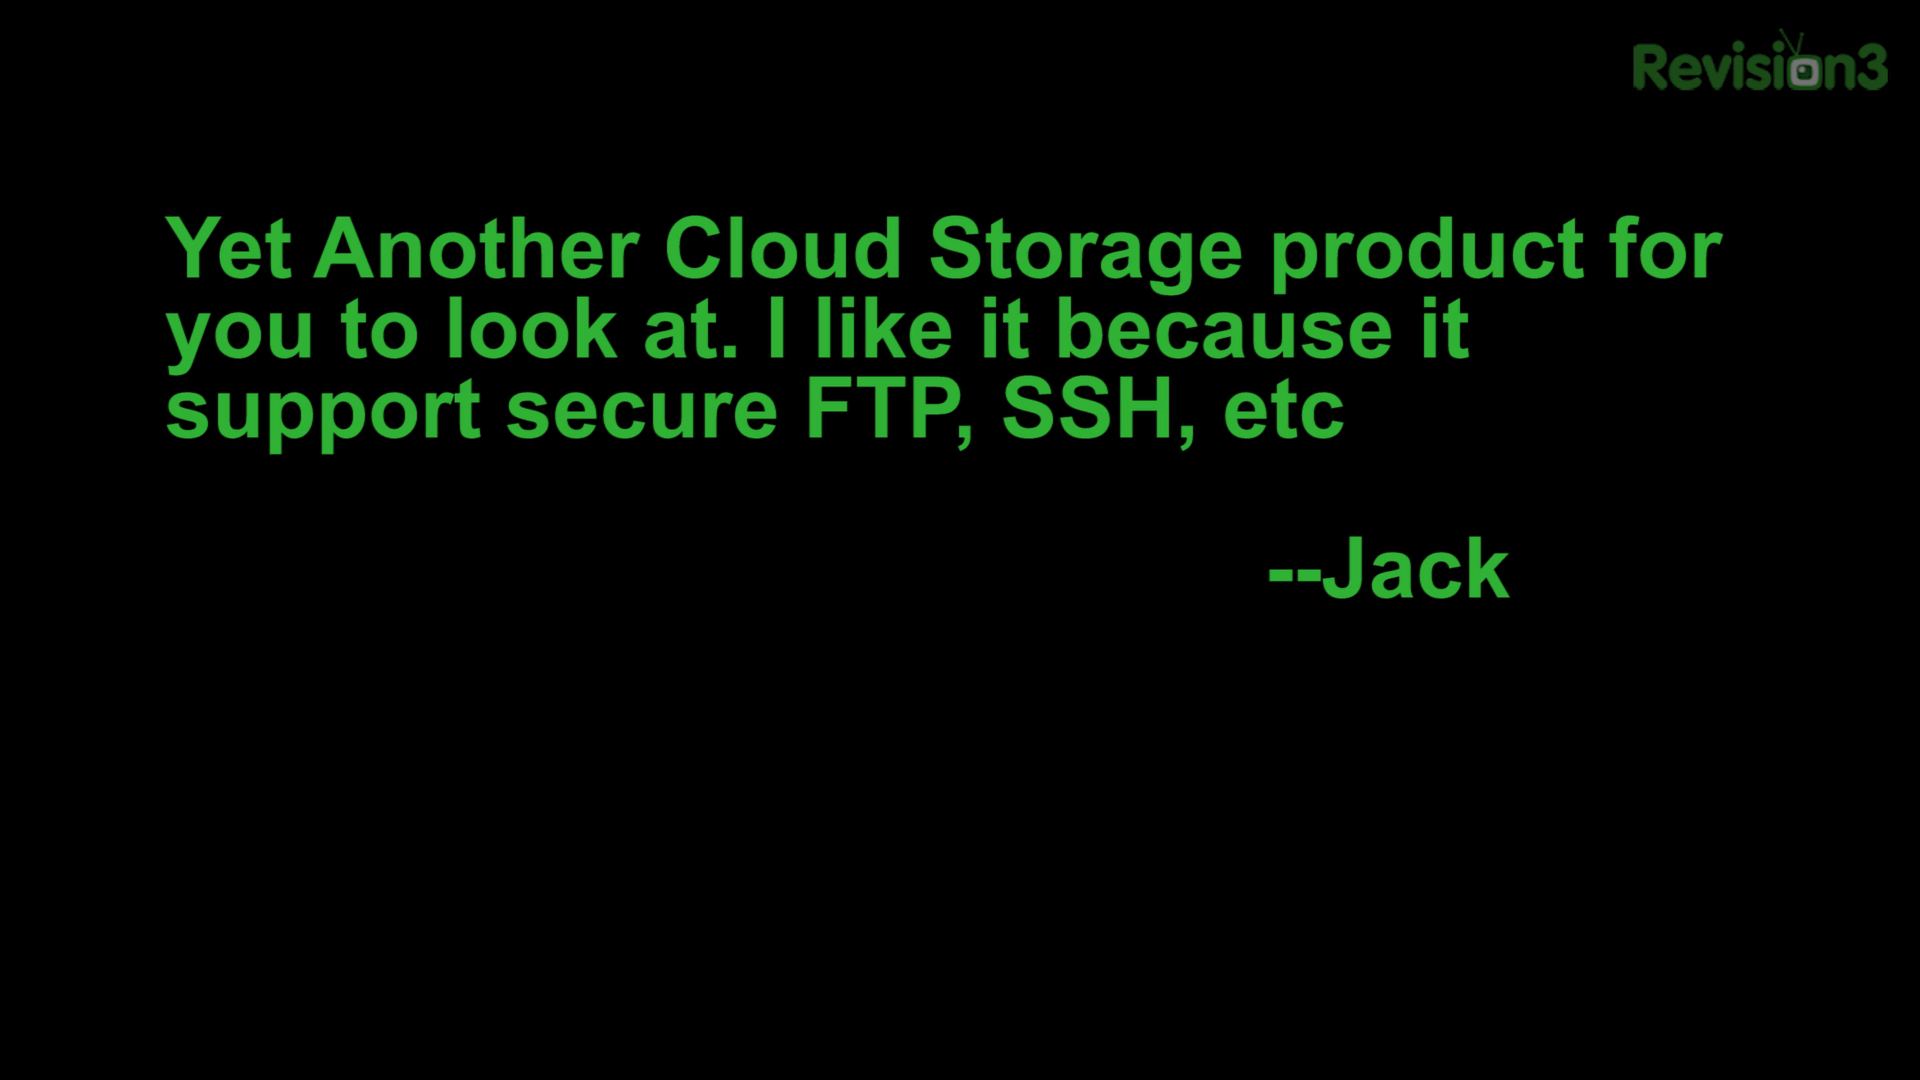 Revision3
Yet Another Cloud Storage product for
you to look at. I like it because it
support secure FTP, SSH, etc
--Jack